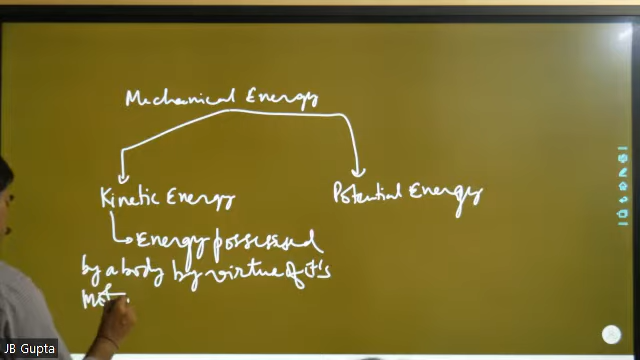 Mechanical Energy
Kinetic Energy
Potential Energy
Energy possessed
by a body by virtue of it's
JB Gupta